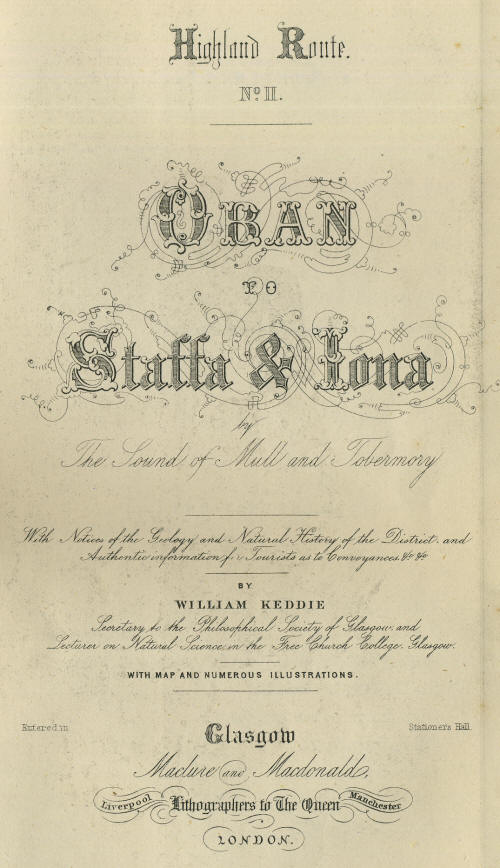 Highland Route.
No. II.
OBAN
TO
Staffa & Iona
by
The Sound of Mull and Tobermory
With Notices of the Geology and Natural History of the District, and
Authentic information for Tourists as to Conveyances &c &c
BY
WILLIAM KEDDIE
Secretary to the Philosophical Society of Glasgow, and
Lecturer on Natural Science, in the Free Church College, Glasgow.
WITH MAP AND NUMEROUS ILLUSTRATIONS.
Entered in Stationers Hall.
Glasgow
Maclure and Macdonald,
Liverpool Lithographers to The Queen Manchester
LONDON.